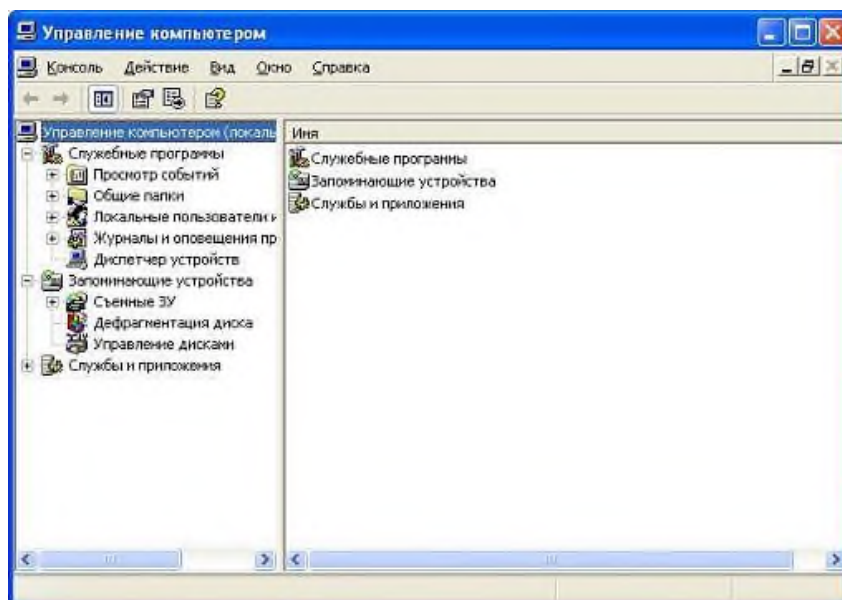 Управление компьютером
Консоль Действие Вид Окно Справка
Управление компьютером (локаль
Служебные программы
Просмотр событий
Общие папки
Локальные пользователи и
Журналы и оповещения пр
Диспетчер устройств
Запоминающие устройства
Съемные ЗУ
Дефрагментация диска
Управление дисками
Службы и приложения
Имя
Служебные программы
Запоминающие устройства
Службы и приложения